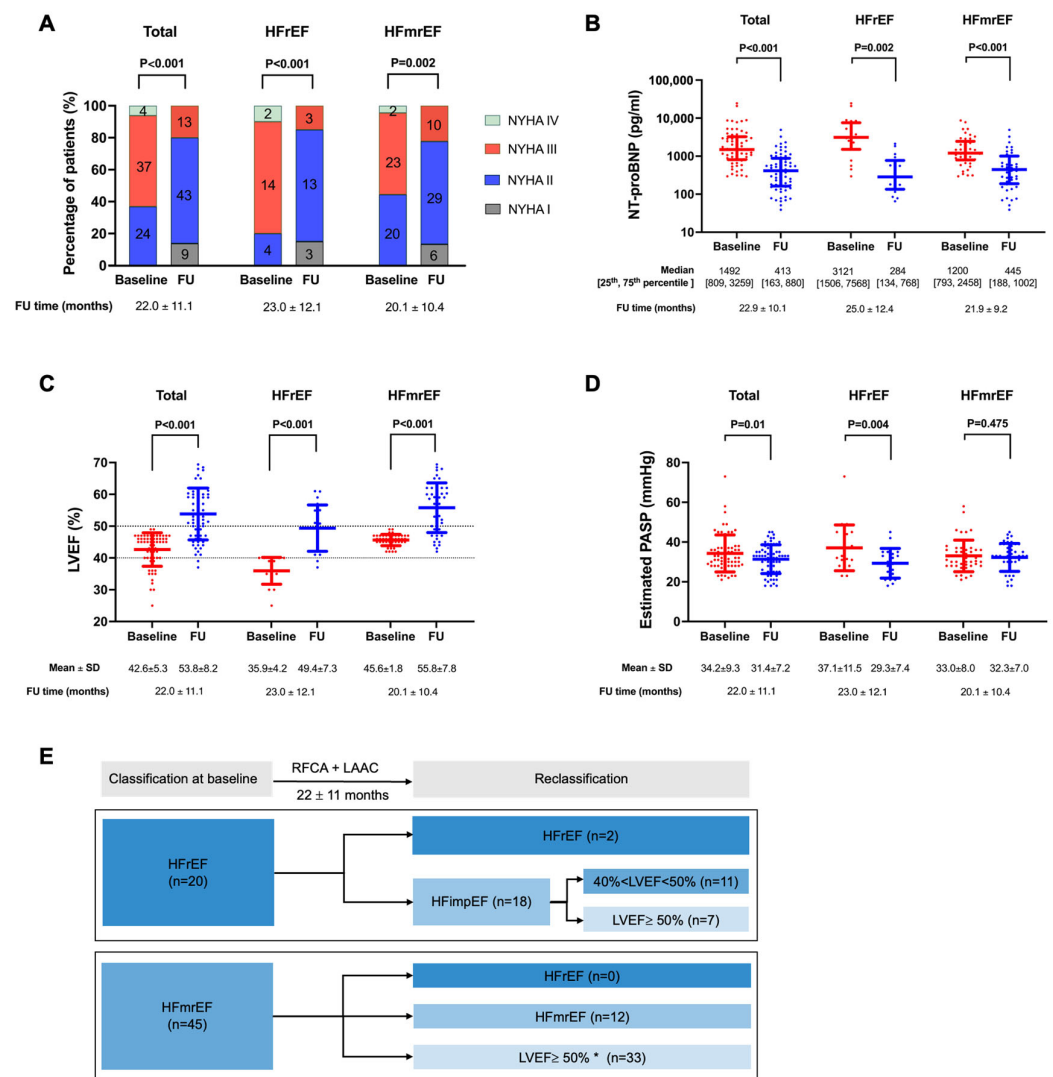 A
Total HFrEF HFmrEF
P<0.001 P<0.001 P=0.002
Percentage of patients (%)
100
80
60
40
20
0
4 2 2
37 13 14 3 23 10
24 43 4 13 20 29
9 3 6
NYHA IV
NYHA III
NYHA II
NYHA I
Baseline FU Baseline FU Baseline FU
FU time (months) 22.0 ± 11.1 23.0 ± 12.1 20.1 ± 10.4
B
Total HFrEF HFmrEF
P<0.001 P=0.002 P<0.001
NT-proBNP (pg/ml)
100,000
10,000
1000
100
10
Baseline FU Baseline FU Baseline FU
Median 1492 413 3121 284 1200 445
[25th, 75th percentile ] [809, 3259] [163, 880] [1506, 7568] [134, 768] [793, 2458] [188, 1002]
FU time (months) 22.9 ± 10.1 25.0 ± 12.4 21.9 ± 9.2
C
Total HFrEF HFmrEF
P<0.001 P<0.001 P<0.001
LVEF (%)
70
60
50
40
30
20
Baseline FU Baseline FU Baseline FU
Mean ± SD 42.6±5.3 53.8±8.2 35.9±4.2 49.4±7.3 45.6±1.8 55.8±7.8
FU time (months) 22.0 ± 11.1 23.0 ± 12.1 20.1 ± 10.4
D
Total HFrEF HFmrEF
P=0.01 P=0.004 P=0.475
Estimated PASP (mmHg)
80
60
40
20
0
Baseline FU Baseline FU Baseline FU
Mean ± SD 34.2±9.3 31.4±7.2 37.1±11.5 29.3±7.4 33.0±8.0 32.3±7.0
FU time (months) 22.0 ± 11.1 23.0 ± 12.1 20.1 ± 10.4
E
Classification at baseline
RFCA + LAAC
22 ± 11 months
Reclassification
HFrEF
(n=20)
HFrEF (n=2)
HFimpEF (n=18)
40%<LVEF<50% (n=11)
LVEF≥ 50% (n=7)
HFmrEF
(n=45)
HFrEF (n=0)
HFmrEF (n=12)
LVEF≥ 50% * (n=33)